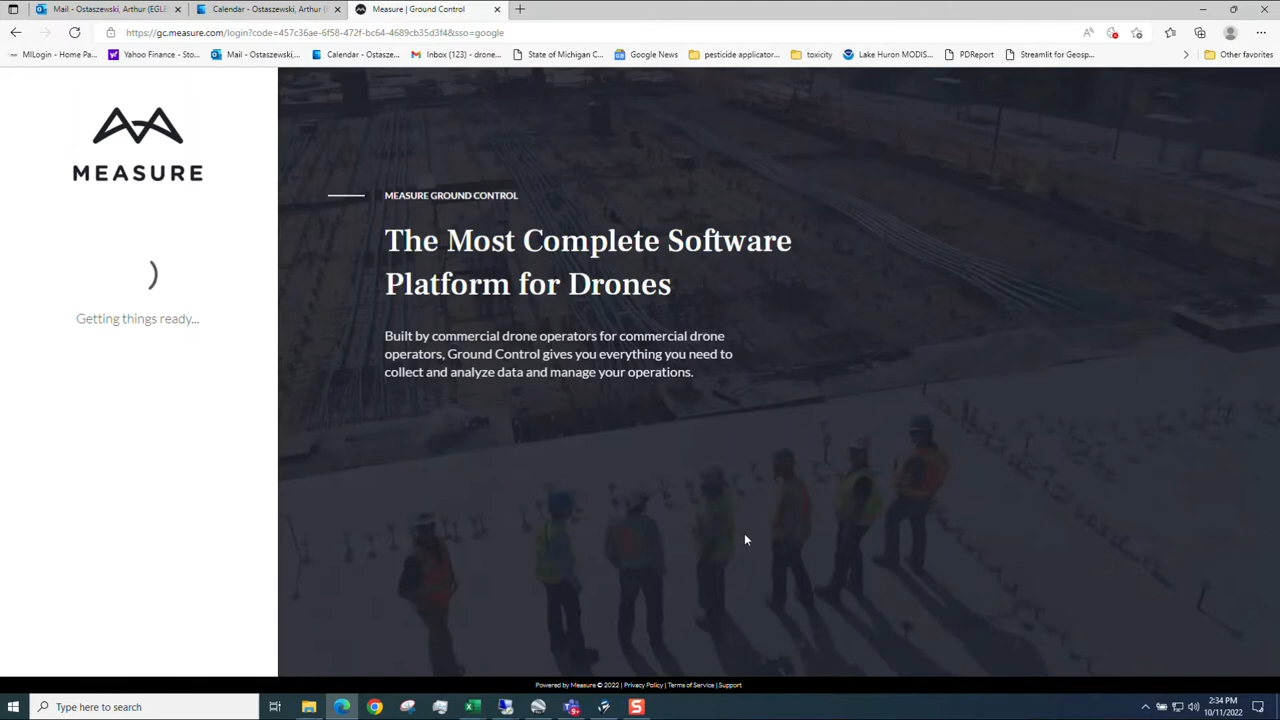 Mail - Ostaszewski, Arthur (EGLE
Calendar - Ostaszewski, Arthur (
Measure | Ground Control
https://gc.measure.com/login?code=457c36ae-6f58-472f-bc64-4689cb35d3f4&sso=google
MILogin - Home Pa...
Yahoo Finance - Sto...
Mail - Ostaszewski,...
Calendar - Ostasze...
Inbox (123) - drone...
State of Michigan C...
Google News
pesticide applicator...
toxicity
Lake Huron MODIS...
PDReport
Streamlit for Geosp...
Other favorites
MEASURE
Getting things ready...
MEASURE GROUND CONTROL
The Most Complete Software
Platform for Drones
Built by commercial drone operators for commercial drone
operators, Ground Control gives you everything you need to
collect and analyze data and manage your operations.
Powered by Measure © 2022 | Privacy Policy | Terms of Service | Support
Type here to search
2:34 PM
10/11/2022